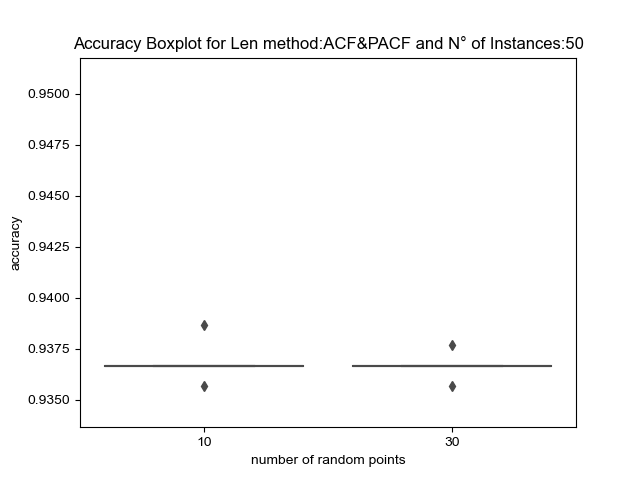 Accuracy Boxplot for Len method:ACF&PACF and N° of Instances:50
0.9500
0.9475
0.9450
0.9425
0.9400
0.9375
0.9350
accuracy
10 30
number of random points